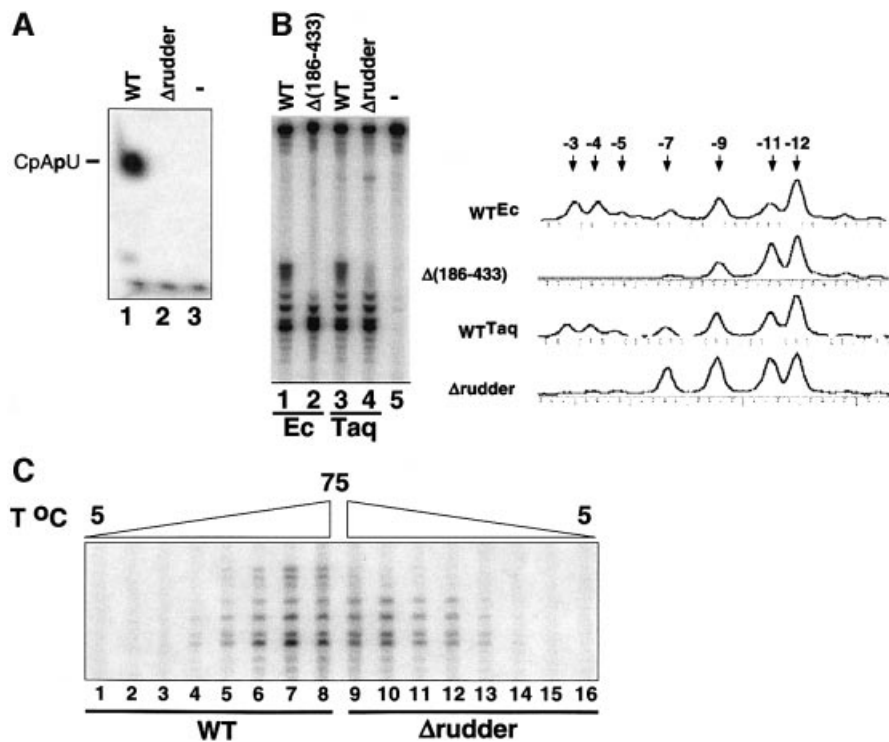 A
WT
Δrudder
-
CpApU
1 2 3
B
WT
Δ(186-433)
WT
Δrudder
-
1 2 3 4 5
Ec Taq
-3 -4 -5 -7 -9 -11 -12
WTEc
Δ(186-433)
WTTaq
Δrudder
C
75
T °C 5 5
1 2 3 4 5 6 7 8 9 10 11 12 13 14 15 16
WT Δrudder